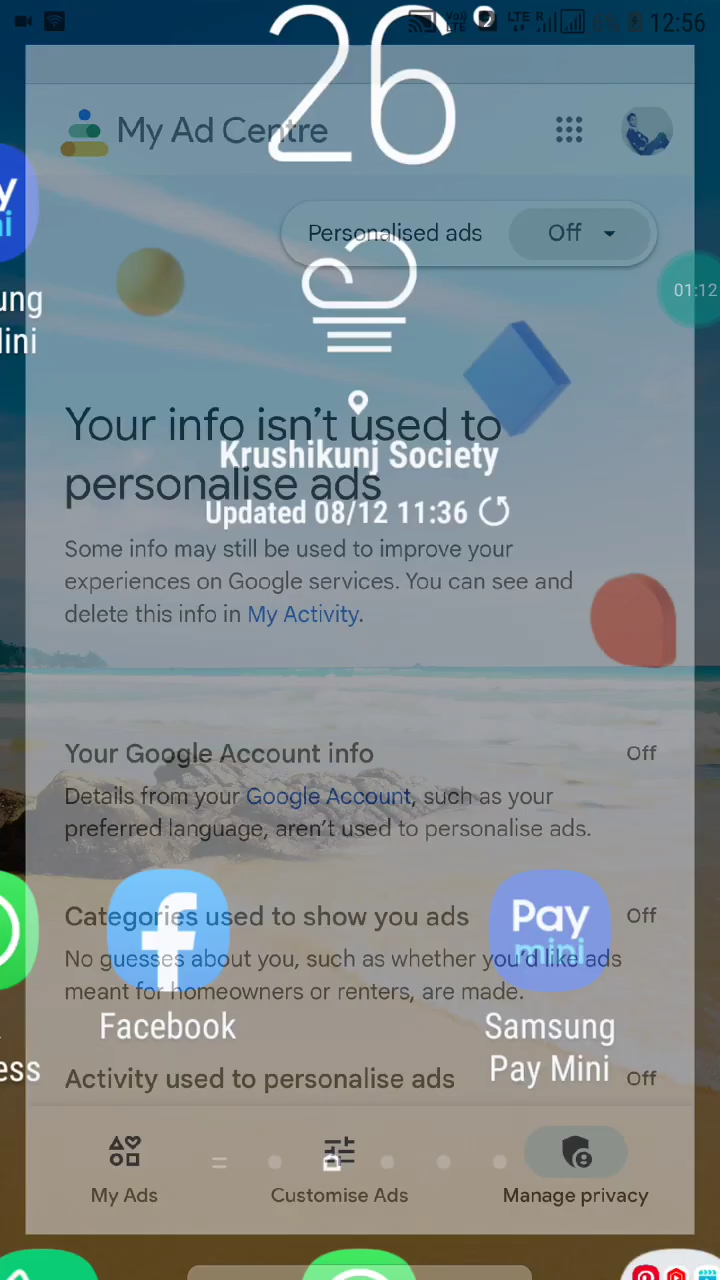 12:56
26°
My Ad Centre
Personalised ads Off
01:12
Your info isn't used to
personalise ads
Krushikunj Society
Updated 08/12 11:36
Some info may still be used to improve your
experiences on Google services. You can see and
delete this info in My Activity.
Your Google Account info Off
Details from your Google Account, such as your
preferred language, aren't used to personalise ads.
Categories used to show you ads Off
No guesses about you, such as whether you'd like ads
meant for homeowners or renters, are made.
Pay
mini
Facebook
Samsung
Pay Mini
Activity used to personalise ads Off
My Ads
Customise Ads
Manage privacy